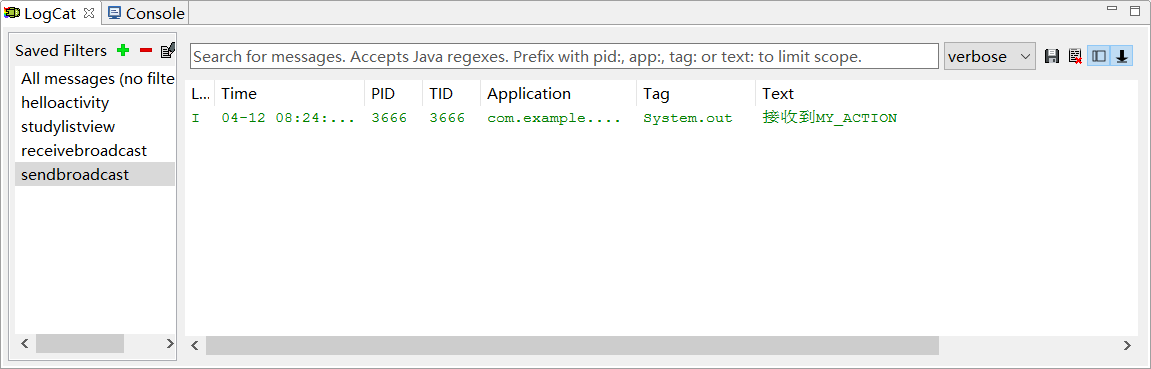 LogCat Console
Saved Filters
Search for messages. Accepts Java regexes. Prefix with pid:, app:, tag: or text: to limit scope. verbose
All messages (no filte
helloactivity
studylistview
receivebroadcast
sendbroadcast
L... Time PID TID Application Tag Text
I 04-12 08:24:... 3666 3666 com.example.... System.out 接收到MY_ACTION